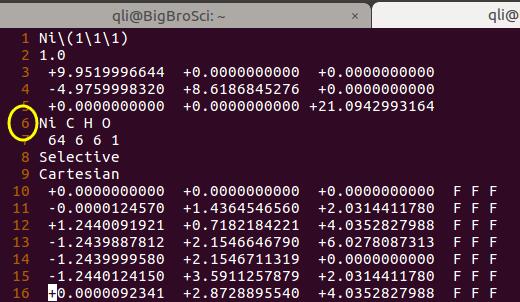 qli@BigBroSci: ~ × qli@
1 Ni\(1\1\1)
2 1.0
3 +9.9519996644 +0.0000000000 +0.0000000000
4 -4.9759998320 +8.6186845276 +0.0000000000
5 +0.0000000000 +0.0000000000 +21.0942993164
6 Ni C H O
7 64 6 6 1
8 Selective
9 Cartesian
10 +0.0000000000 +0.0000000000 +0.0000000000 F F F
11 -0.0000124570 +1.4364546560 +2.0314411780 F F F
12 +1.2440091921 +0.7182184221 +4.0352827988 F F F
13 -1.2439887812 +2.1546646790 +6.0278087313 F F F
14 -1.2439999580 +2.1546711319 +0.0000000000 F F F
15 -1.2440124150 +3.5911257879 +2.0314411780 F F F
16 +0.0000092341 +2.8728895540 +4.0352827988 F F F